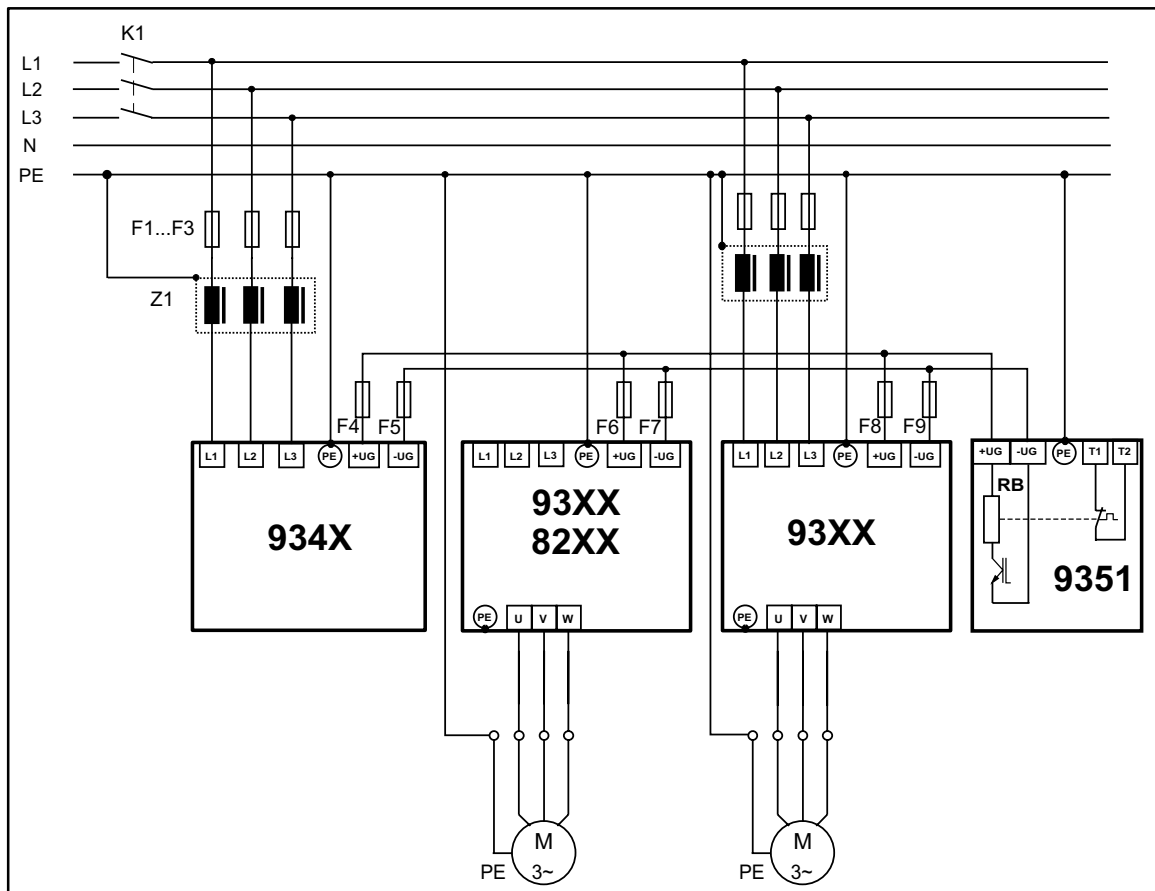 K1
L1
L2
L3
N
PE
F1...F3
Z1
F4 F5 F6 F7 F8 F9
L1 L2 L3 PE +UG -UG
L1 L2 L3 PE +UG -UG
L1 L2 L3 PE +UG -UG
+UG -UG PE T1 T2
934X
93XX
82XX
93XX
RB
9351
PE U V W
PE U V W
PE
M
3~
PE
M
3~